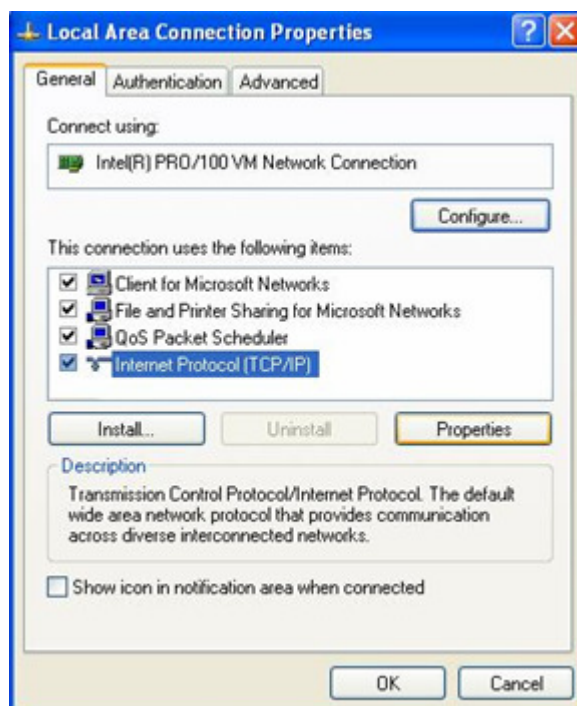 Local Area Connection Properties
General Authentication Advanced
Connect using:
Intel(R) PRO/100 VM Network Connection
Configure...
This connection uses the following items:
Client for Microsoft Networks
File and Printer Sharing for Microsoft Networks
QoS Packet Scheduler
Internet Protocol (TCP/IP)
Install... Uninstall Properties
Description
Transmission Control Protocol/Internet Protocol. The default
wide area network protocol that provides communication
across diverse interconnected networks.
Show icon in notification area when connected
OK Cancel